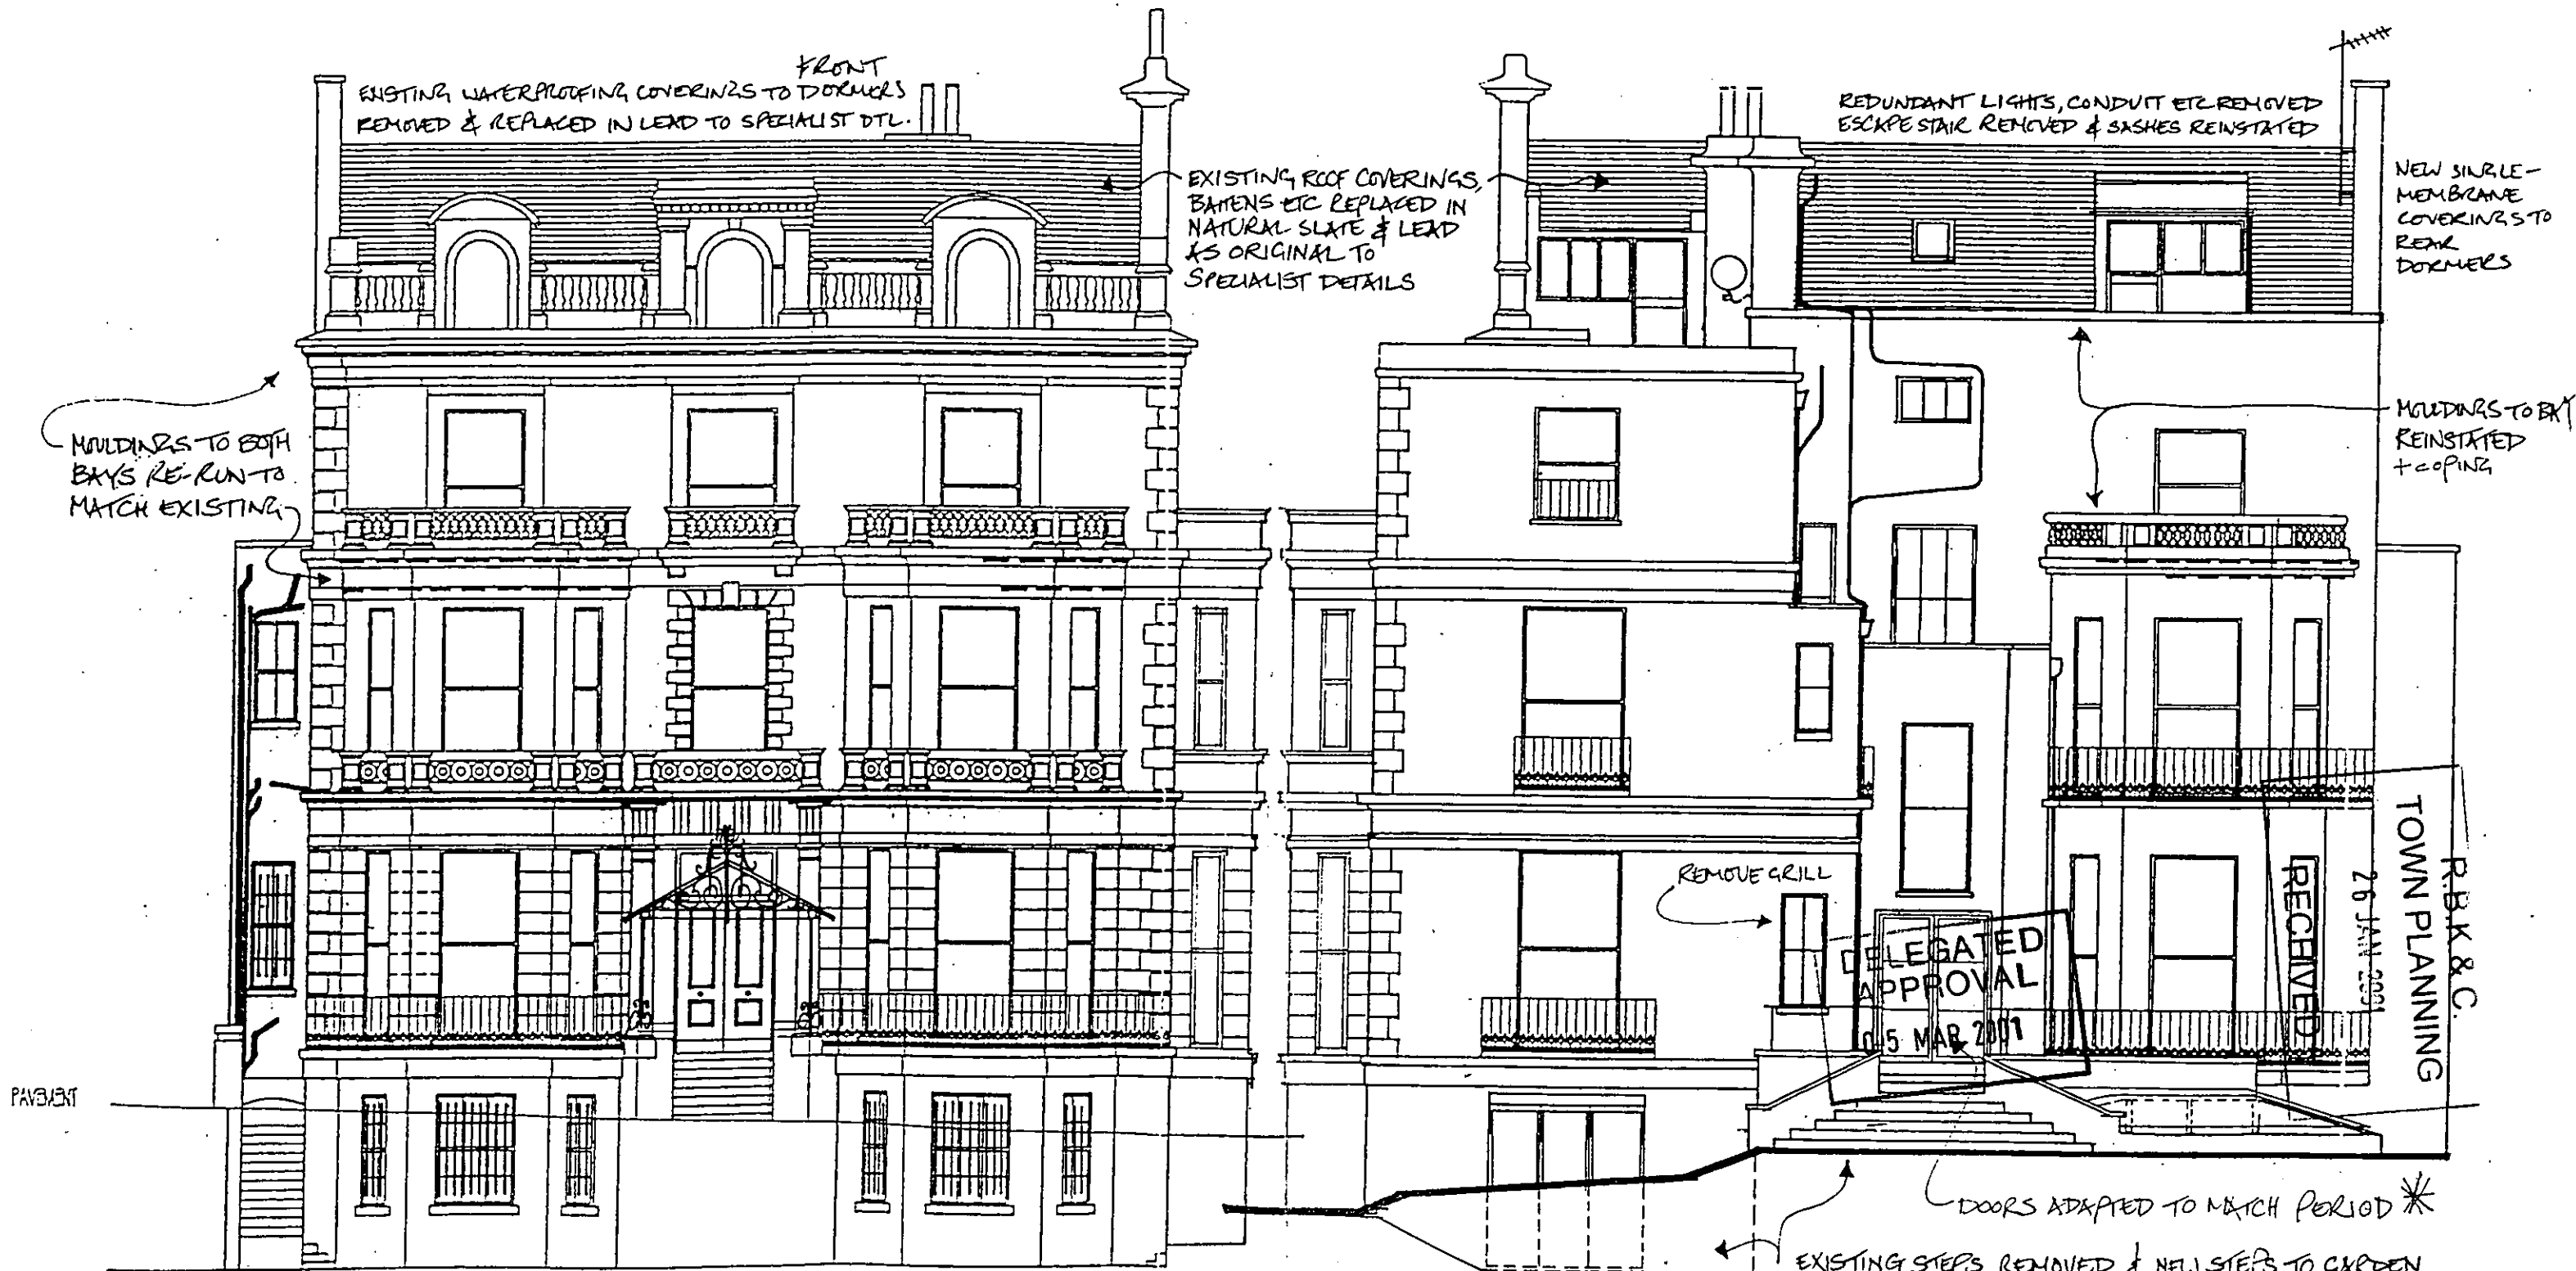 FRONT
EXISTING WATERPROOFING COVERINGS TO DORMERS
REMOVED & REPLACED IN LEAD TO SPECIALIST DTL.
EXISTING ROOF COVERINGS,
BATTENS ETC REPLACED IN
NATURAL SLATE & LEAD
AS ORIGINAL TO
SPECIALIST DETAILS
REDUNDANT LIGHTS, CONDUIT ETC REMOVED
ESCAPE STAIR REMOVED & SASHES REINSTATED
NEW SINGLE-
MEMBRANE
COVERINGS TO
REAR
DORMERS
MOULDINGS TO BOTH
BAYS RE-RUN TO
MATCH EXISTING
MOULDINGS TO BAY
REINSTATED
+ COPING
REMOVE GRILL
DELEGATED
APPROVAL
05 MAR 2001
R.B.K. & C.
TOWN PLANNING
26 JAN 2001
RECEIVED
PAVEMENT
DOORS ADAPTED TO MATCH PERIOD *
EXISTING STEPS REMOVED & NEW STEPS TO GARDEN